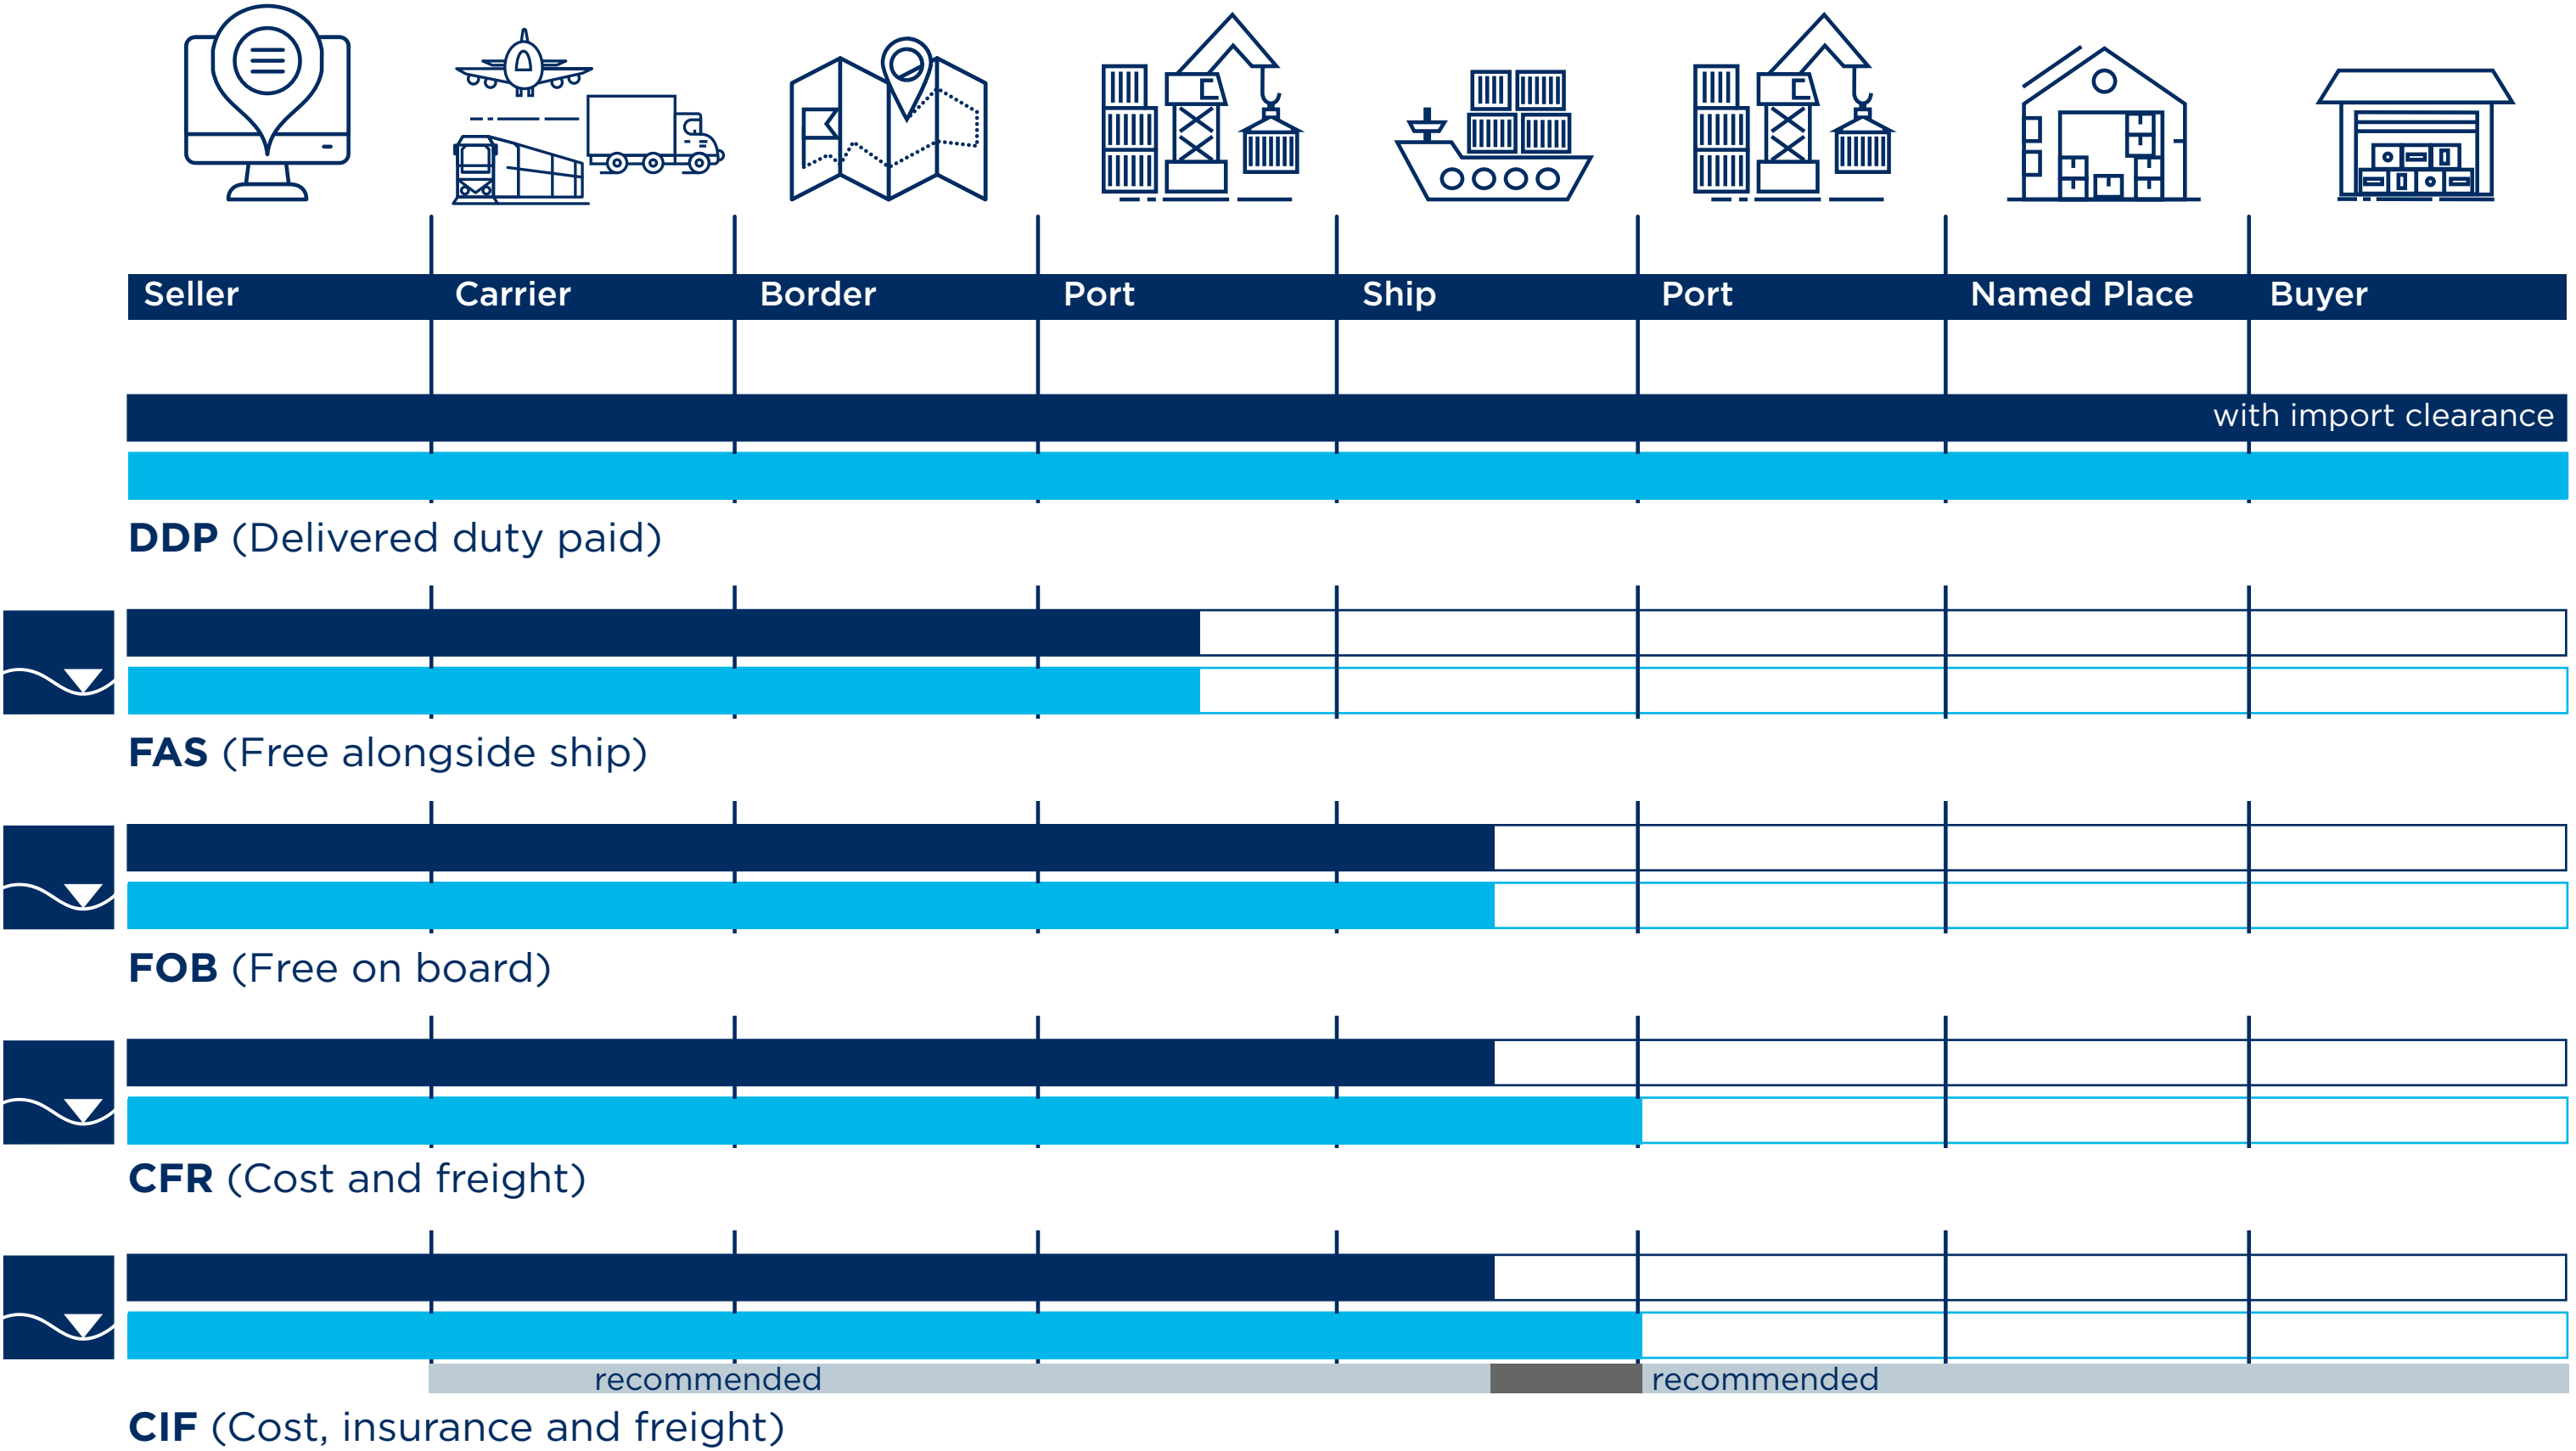 Seller Carrier Border Port Ship Port Named Place Buyer
with import clearance
DDP (Delivered duty paid)
FAS (Free alongside ship)
FOB (Free on board)
CFR (Cost and freight)
recommended recommended
CIF (Cost, insurance and freight)